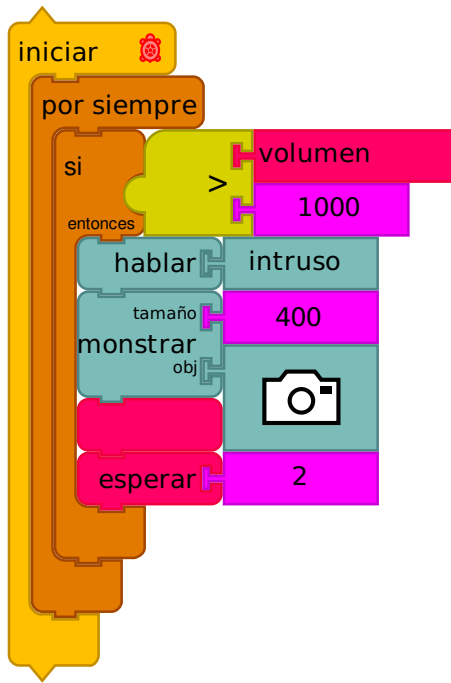 iniciar
por siempre
si
entonces
>
volumen
1000
hablar
intruso
tamaño
400
monstrar
obj
esperar
2